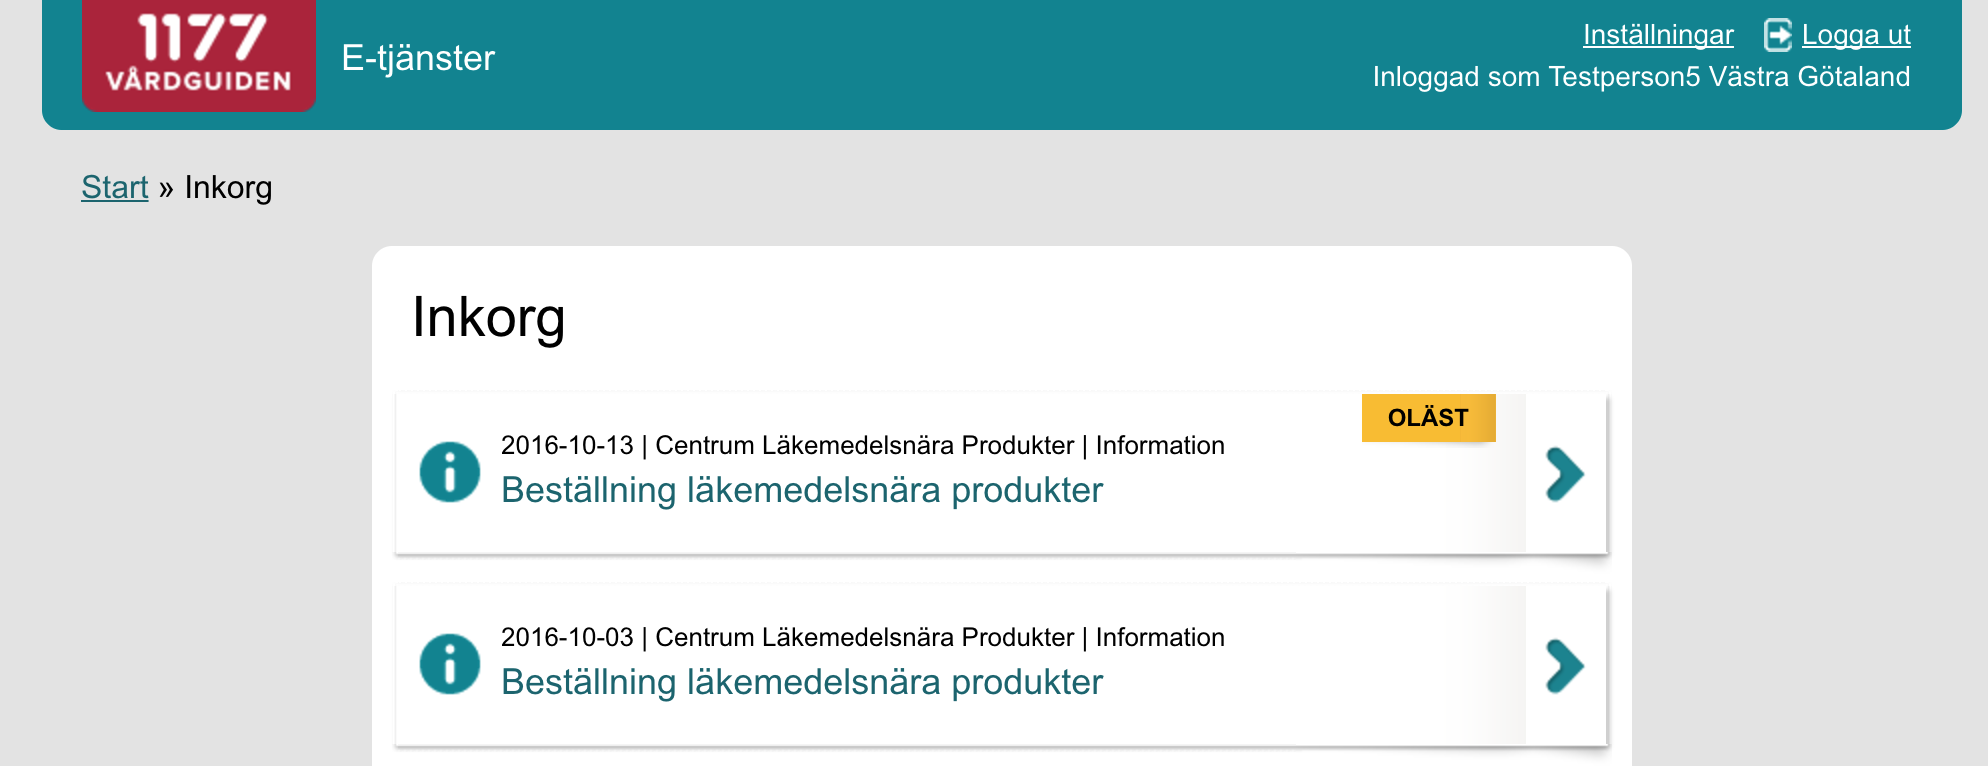 1177
VÅRDGUIDEN
E-tjänster
Inställningar
Logga ut
Inloggad som Testperson5 Västra Götaland
Start » Inkorg
Inkorg
OLÄST
2016-10-13 | Centrum Läkemedelsnära Produkter | Information
Beställning läkemedelsnära produkter
2016-10-03 | Centrum Läkemedelsnära Produkter | Information
Beställning läkemedelsnära produkter